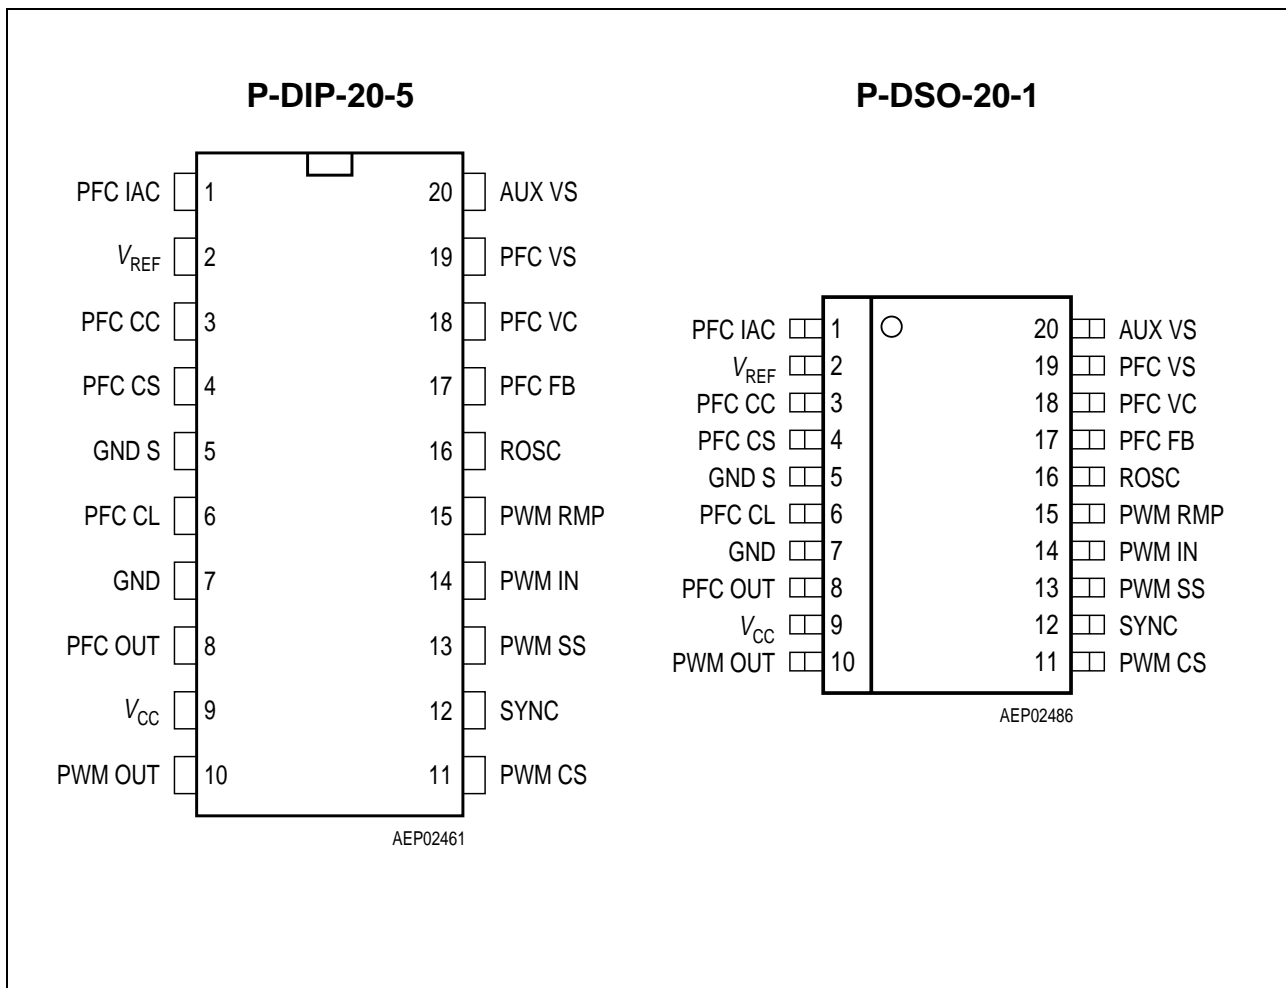 P-DIP-20-5
PFC IAC 1 20 AUX VS
VREF 2 19 PFC VS
PFC CC 3 18 PFC VC
PFC CS 4 17 PFC FB
GND S 5 16 ROSC
PFC CL 6 15 PWM RMP
GND 7 14 PWM IN
PFC OUT 8 13 PWM SS
VCC 9 12 SYNC
PWM OUT 10 11 PWM CS
AEP02461
P-DSO-20-1
PFC IAC 1 20 AUX VS
VREF 2 19 PFC VS
PFC CC 3 18 PFC VC
PFC CS 4 17 PFC FB
GND S 5 16 ROSC
PFC CL 6 15 PWM RMP
GND 7 14 PWM IN
PFC OUT 8 13 PWM SS
VCC 9 12 SYNC
PWM OUT 10 11 PWM CS
AEP02486